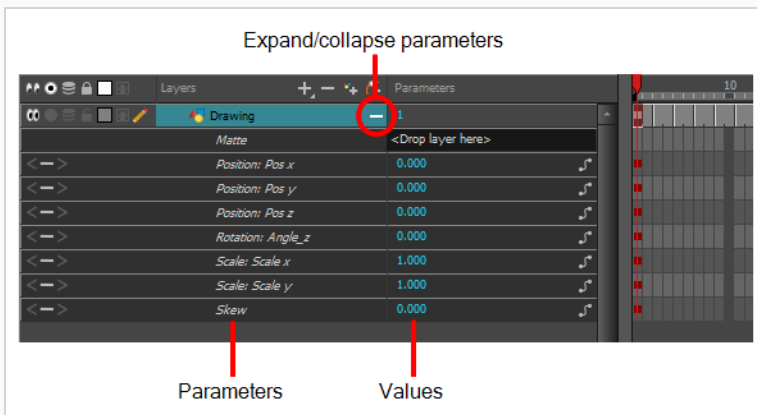 Expand/collapse parameters
Layers Parameters 10
Drawing 1
Matte <Drop layer here>
Position: Pos x 0.000
Position: Pos y 0.000
Position: Pos z 0.000
Rotation: Angle_z 0.000
Scale: Scale x 1.000
Scale: Scale y 1.000
Skew 0.000
Parameters Values